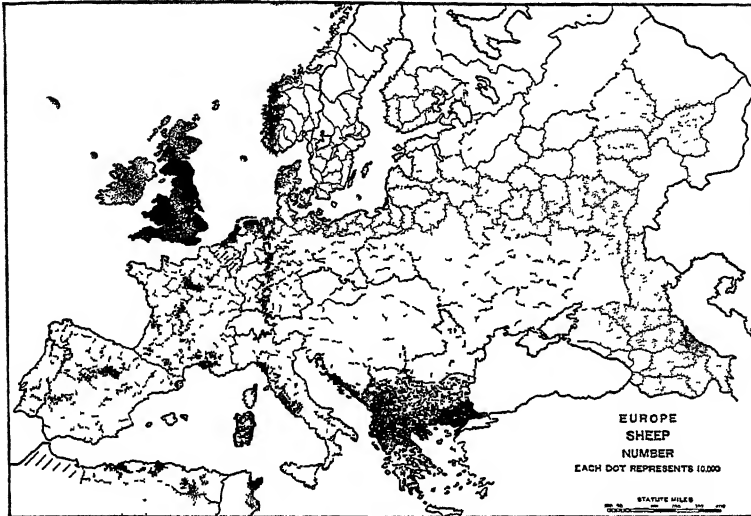 EUROPE
SHEEP
NUMBER
EACH DOT REPRESENTS 10,000
STATUTE MILES